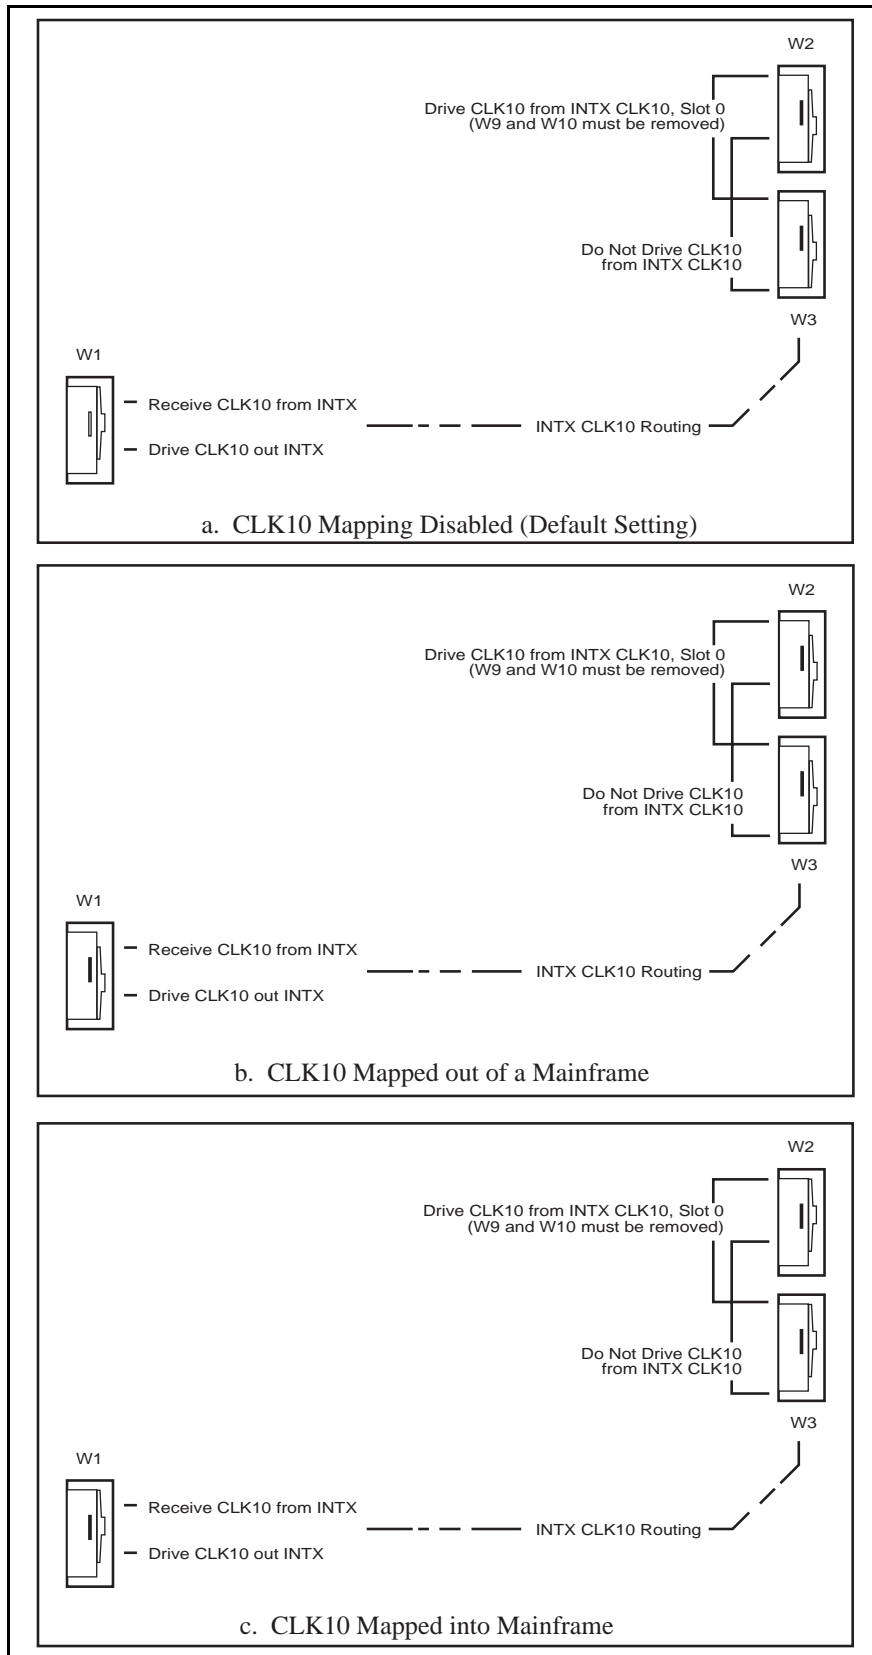 W2
Drive CLK10 from INTX CLK10, Slot 0
(W9 and W10 must be removed)
Do Not Drive CLK10
from INTX CLK10
W3
W1
Receive CLK10 from INTX
INTX CLK10 Routing
Drive CLK10 out INTX
a. CLK10 Mapping Disabled (Default Setting)
W2
Drive CLK10 from INTX CLK10, Slot 0
(W9 and W10 must be removed)
Do Not Drive CLK10
from INTX CLK10
W3
W1
Receive CLK10 from INTX
INTX CLK10 Routing
Drive CLK10 out INTX
b. CLK10 Mapped out of a Mainframe
W2
Drive CLK10 from INTX CLK10, Slot 0
(W9 and W10 must be removed)
Do Not Drive CLK10
from INTX CLK10
W3
W1
Receive CLK10 from INTX
INTX CLK10 Routing
Drive CLK10 out INTX
c. CLK10 Mapped into Mainframe